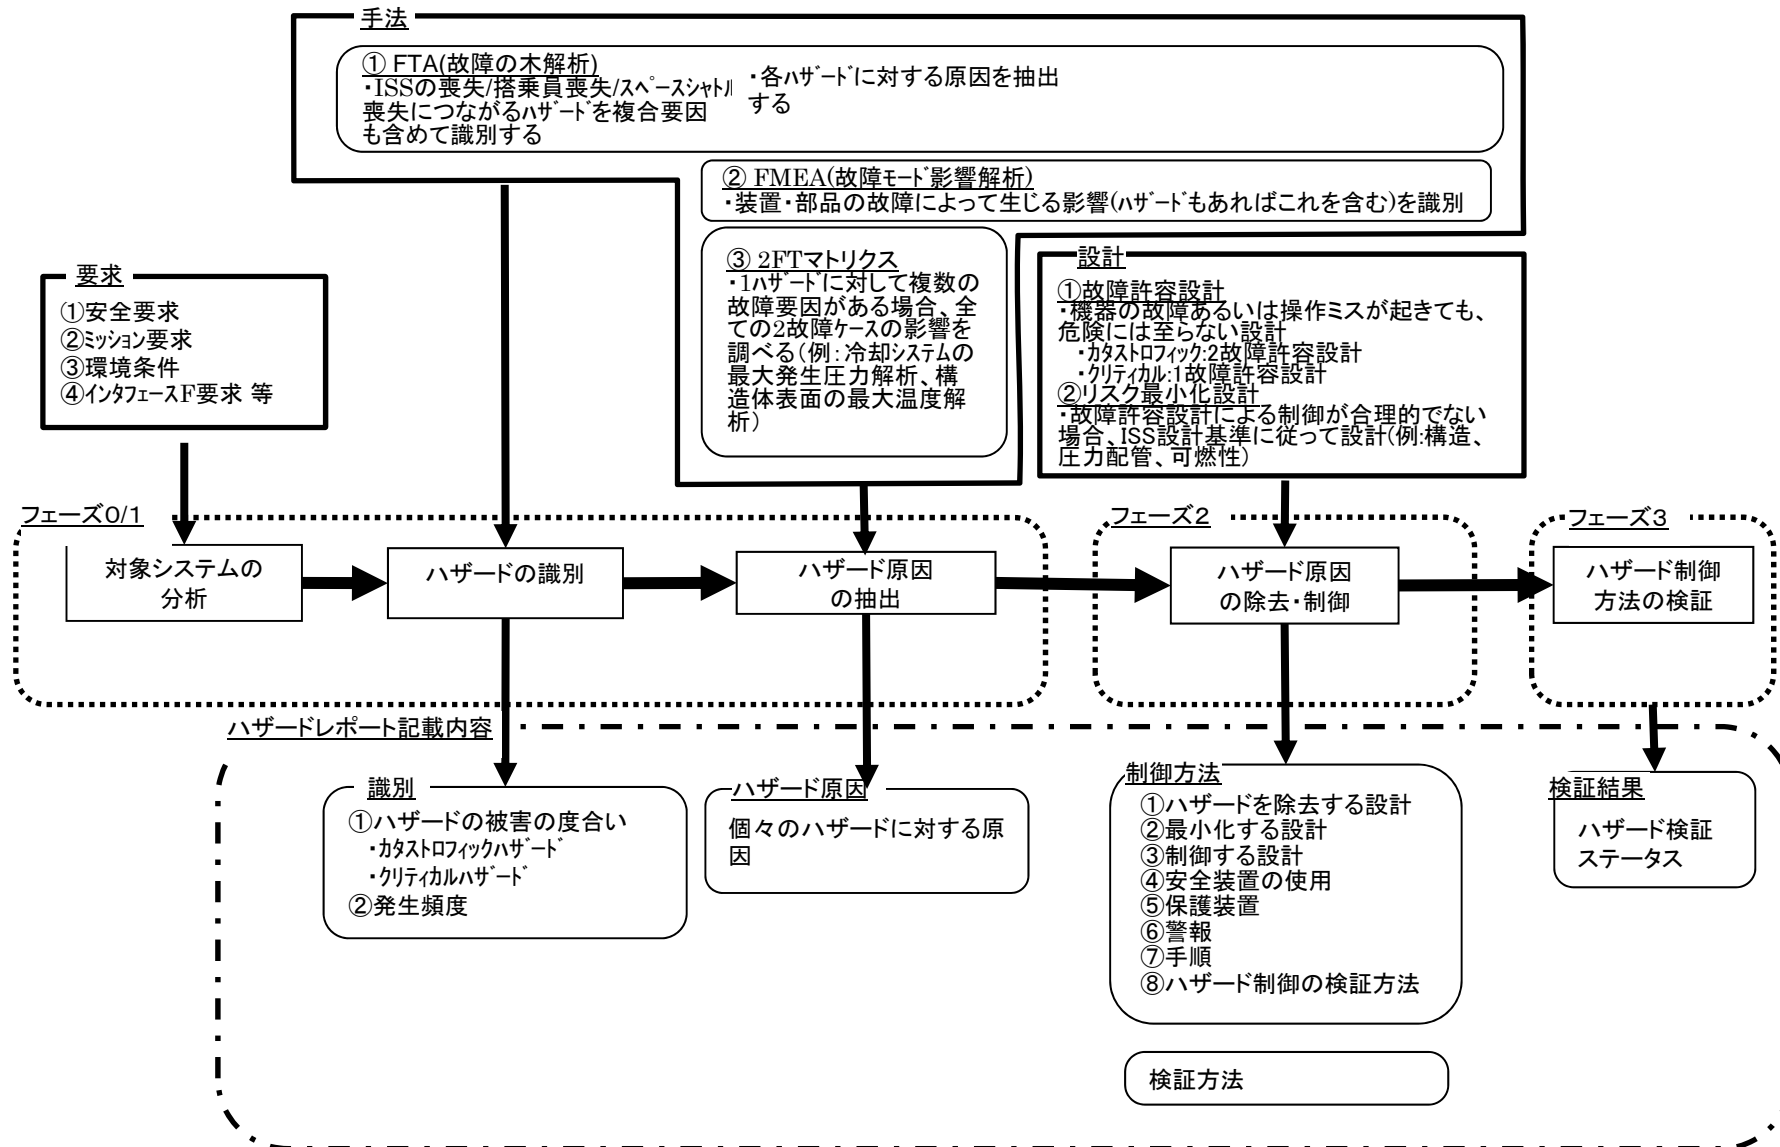 手法
① FTA(故障の木解析)
・ISSの喪失/搭乗員喪失/スペースシャトル
喪失につながるハザードを複合要因
も含めて識別する
・各ハザードに対する原因を抽出
する
② FMEA(故障モード影響解析)
・装置・部品の故障によって生じる影響(ハザードもあればこれを含む)を識別
③ 2FTマトリクス
・1ハザードに対して複数の
故障要因がある場合、全
ての2故障ケースの影響を
調べる(例：冷却システムの
最大発生圧力解析、構
造体表面の最大温度解
析)
要求
①安全要求
②ミッション要求
③環境条件
④インタフェースF要求 等
設計
①故障許容設計
・機器の故障あるいは操作ミスが起きても、
危険には至らない設計
・カタストロフィック:2故障許容設計
・クリティカル:1故障許容設計
②リスク最小化設計
・故障許容設計による制御が合理的でない
場合、ISS設計基準に従って設計(例:構造、
圧力配管、可燃性)
フェーズ0/1
対象システムの
分析
ハザードの識別
ハザード原因
の抽出
フェーズ2
ハザード原因
の除去・制御
フェーズ3
ハザード制御
方法の検証
ハザードレポート記載内容
識別
①ハザードの被害の度合い
・カタストロフィックハザード
・クリティカルハザード
②発生頻度
ハザード原因
個々のハザードに対する原
因
制御方法
①ハザードを除去する設計
②最小化する設計
③制御する設計
④安全装置の使用
⑤保護装置
⑥警報
⑦手順
⑧ハザード制御の検証方法
検証方法
検証結果
ハザード検証
ステータス